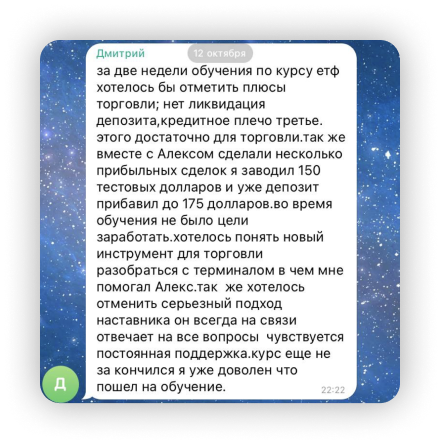 Дмитрий
12 октября
за две недели обучения по курсу етф
хотелось бы отметить плюсы
торговли; нет ликвидация
депозита,кредитное плечо третье.
этого достаточно для торговли.так же
вместе с Алексом сделали несколько
прибыльных сделок я заводил 150
тестовых долларов и уже депозит
прибавил до 175 долларов.во время
обучения не было цели
заработать.хотелось понять новый
инструмент для торговли
разобраться с терминалом в чем мне
помогал Алекс.так  же хотелось
отменить серьезный подход
наставника он всегда на связи
отвечает на все вопросы  чувствуется
постоянная поддержка.курс еще не
за кончился я уже доволен что
пошел на обучение.
22:22
Д